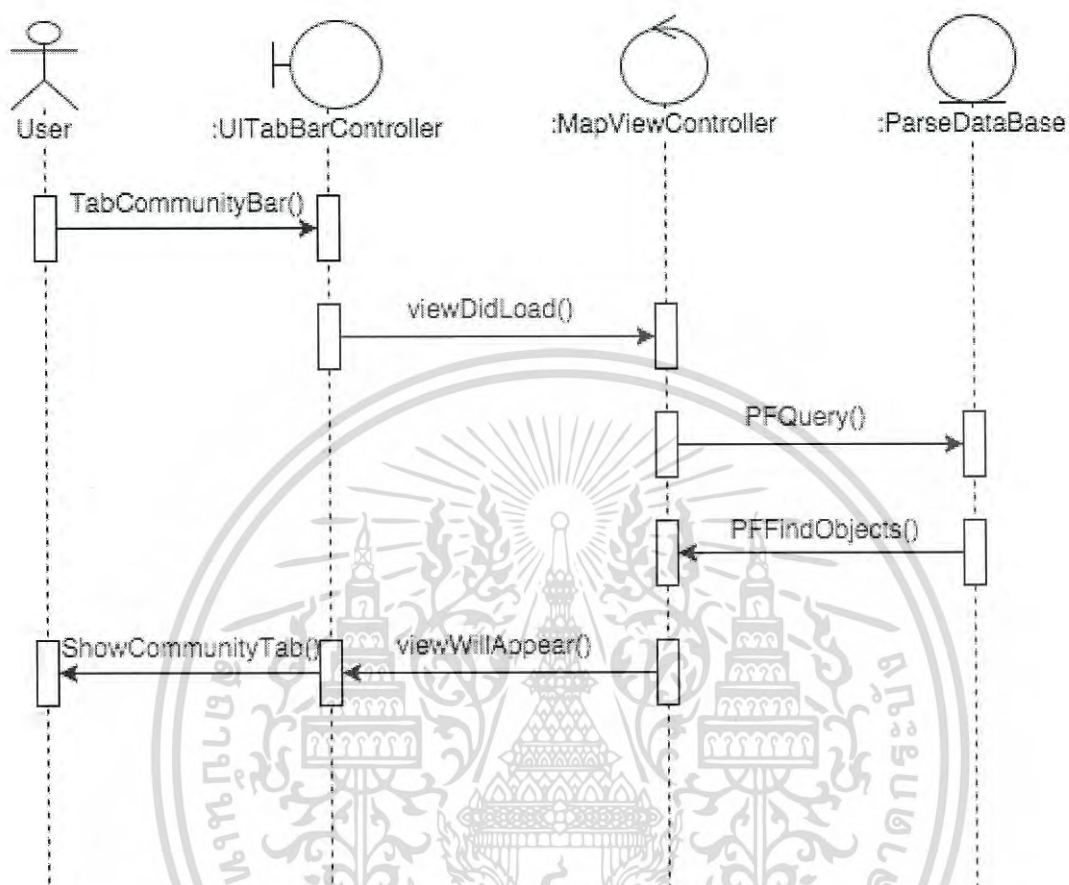 User
:UITabBarController
:MapViewController
:ParseDataBase
TabCommunityBar()
viewDidLoad()
PFQuery()
PFFindObjects()
ShowCommunityTab()
viewWillAppear()